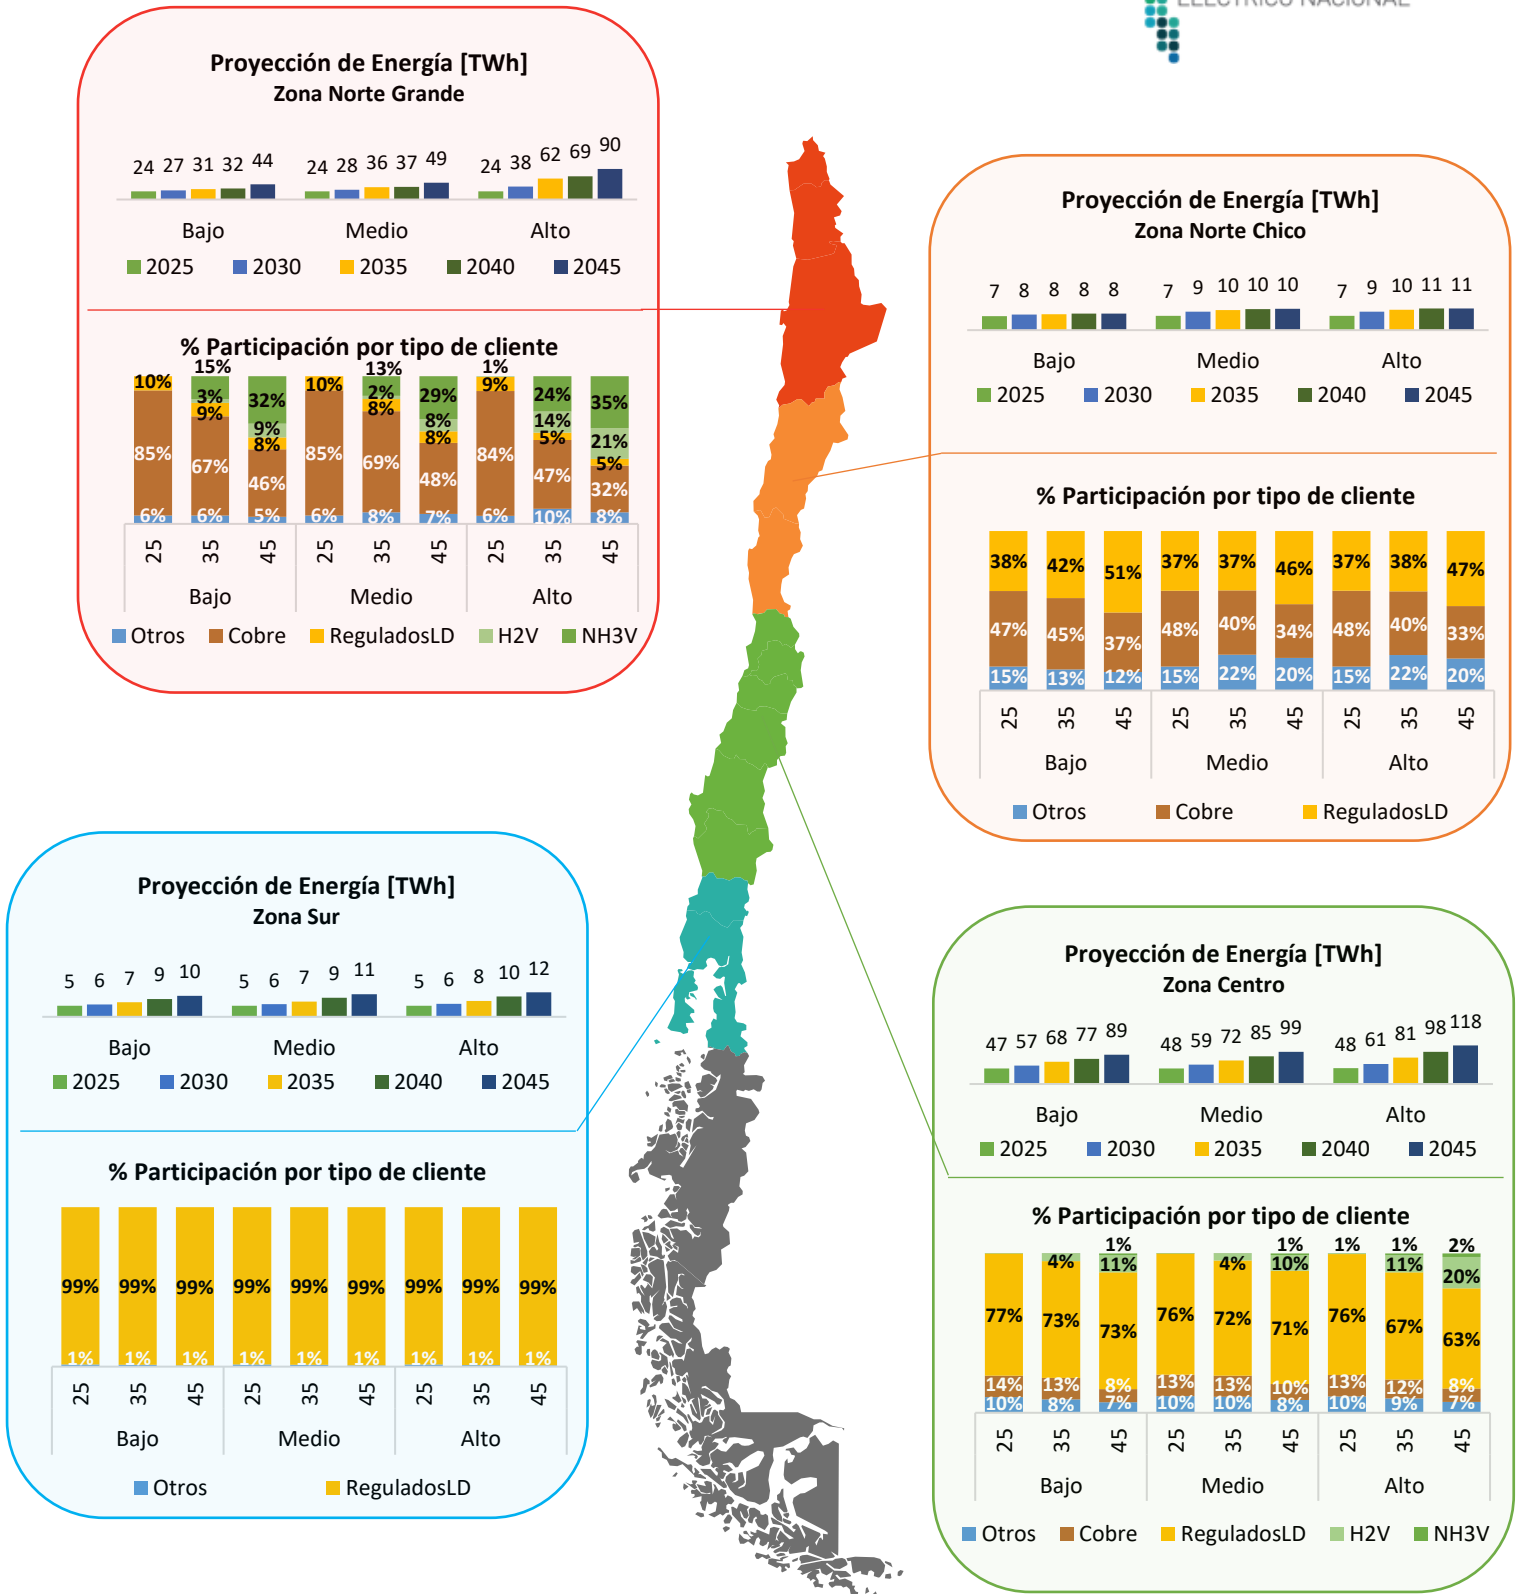 ELÉCTRICO NACIONAL
Proyección de Energía [TWh]
Zona Norte Grande
24 27 31 32 44 24 28 36 37 49 24 38 62 69 90
Bajo Medio Alto
2025 2030 2035 2040 2045
% Participación por tipo de cliente
10% 15% 10% 13% 1%
3% 32% 2% 29% 9% 24% 35%
9% 9% 8% 8% 14% 21%
8% 8% 5% 5%
85% 67% 46% 85% 69% 48% 84% 47% 32%
6% 6% 5% 6% 8% 7% 6% 10% 8%
25 35 45 25 35 45 25 35 45
Bajo Medio Alto
Otros Cobre ReguladosLD H2V NH3V
Proyección de Energía [TWh]
Zona Norte Chico
7 8 8 8 8 7 9 10 10 10 7 9 10 11 11
Bajo Medio Alto
2025 2030 2035 2040 2045
% Participación por tipo de cliente
38% 42% 51% 37% 37% 46% 37% 38% 47%
47% 45% 37% 48% 40% 34% 48% 40% 33%
15% 13% 12% 15% 22% 20% 15% 22% 20%
25 35 45 25 35 45 25 35 45
Bajo Medio Alto
Otros Cobre ReguladosLD
Proyección de Energía [TWh]
Zona Sur
5 6 7 9 10 5 6 7 9 11 5 6 8 10 12
Bajo Medio Alto
2025 2030 2035 2040 2045
% Participación por tipo de cliente
99% 99% 99% 99% 99% 99% 99% 99% 99%
1% 1% 1% 1% 1% 1% 1% 1% 1%
25 35 45 25 35 45 25 35 45
Bajo Medio Alto
Otros ReguladosLD
Proyección de Energía [TWh]
Zona Centro
47 57 68 77 89 48 59 72 85 99 48 61 81 98 118
Bajo Medio Alto
2025 2030 2035 2040 2045
% Participación por tipo de cliente
1% 1% 1% 1% 2%
4% 11% 4% 10% 11% 20%
77% 73% 73% 76% 72% 71% 76% 67% 63%
14% 13% 8% 13% 13% 10% 13% 12% 8%
10% 8% 7% 10% 10% 8% 10% 9% 7%
25 35 45 25 35 45 25 35 45
Bajo Medio Alto
Otros Cobre ReguladosLD H2V NH3V